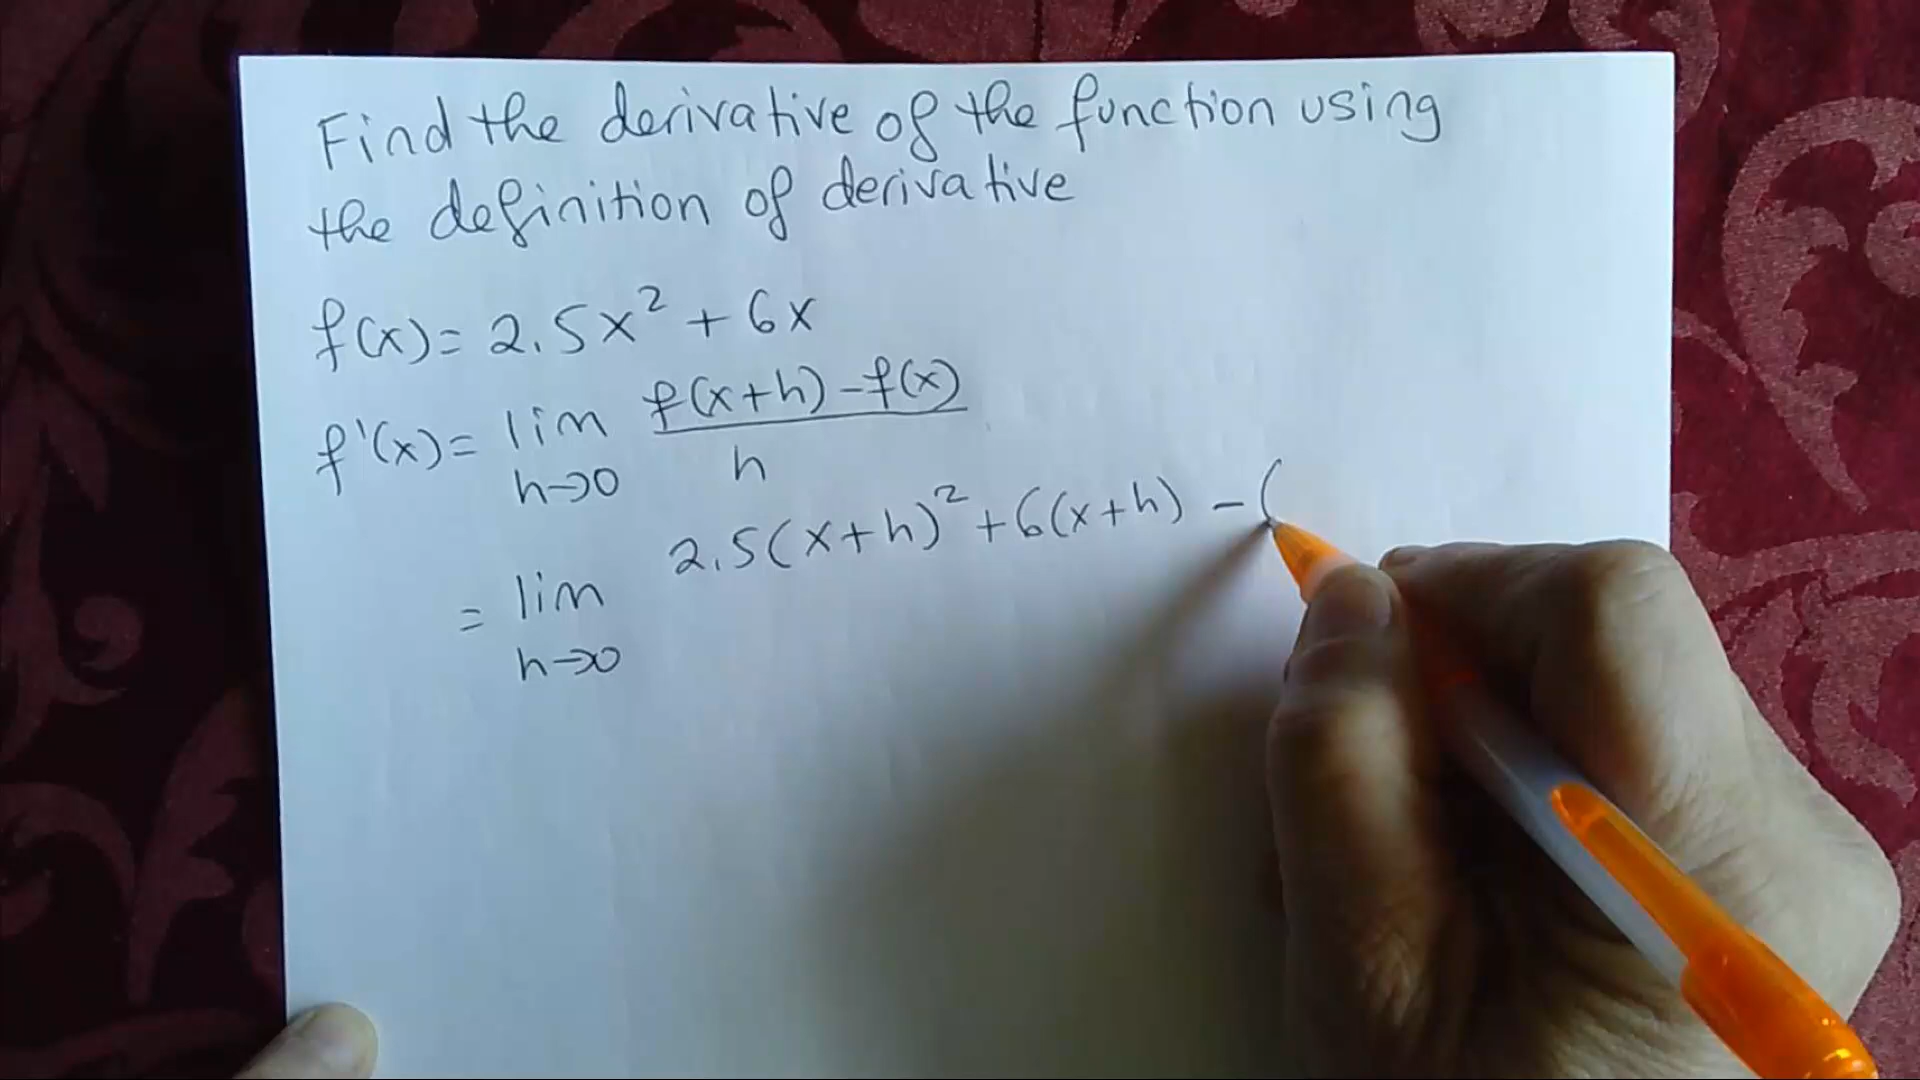 Find the derivative of the function using
the definition of derivative
f(x) = 2.5x² + 6x
f'(x) = lim f(x+h) - f(x)
h→0 h
2.5(x+h)² + 6(x+h) - (
= lim
h→0